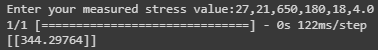 Enter your measured stress value:27,21,650,180,18,4.0
1/1 [==============================] - 0s 122ms/step
[[344.29764]]